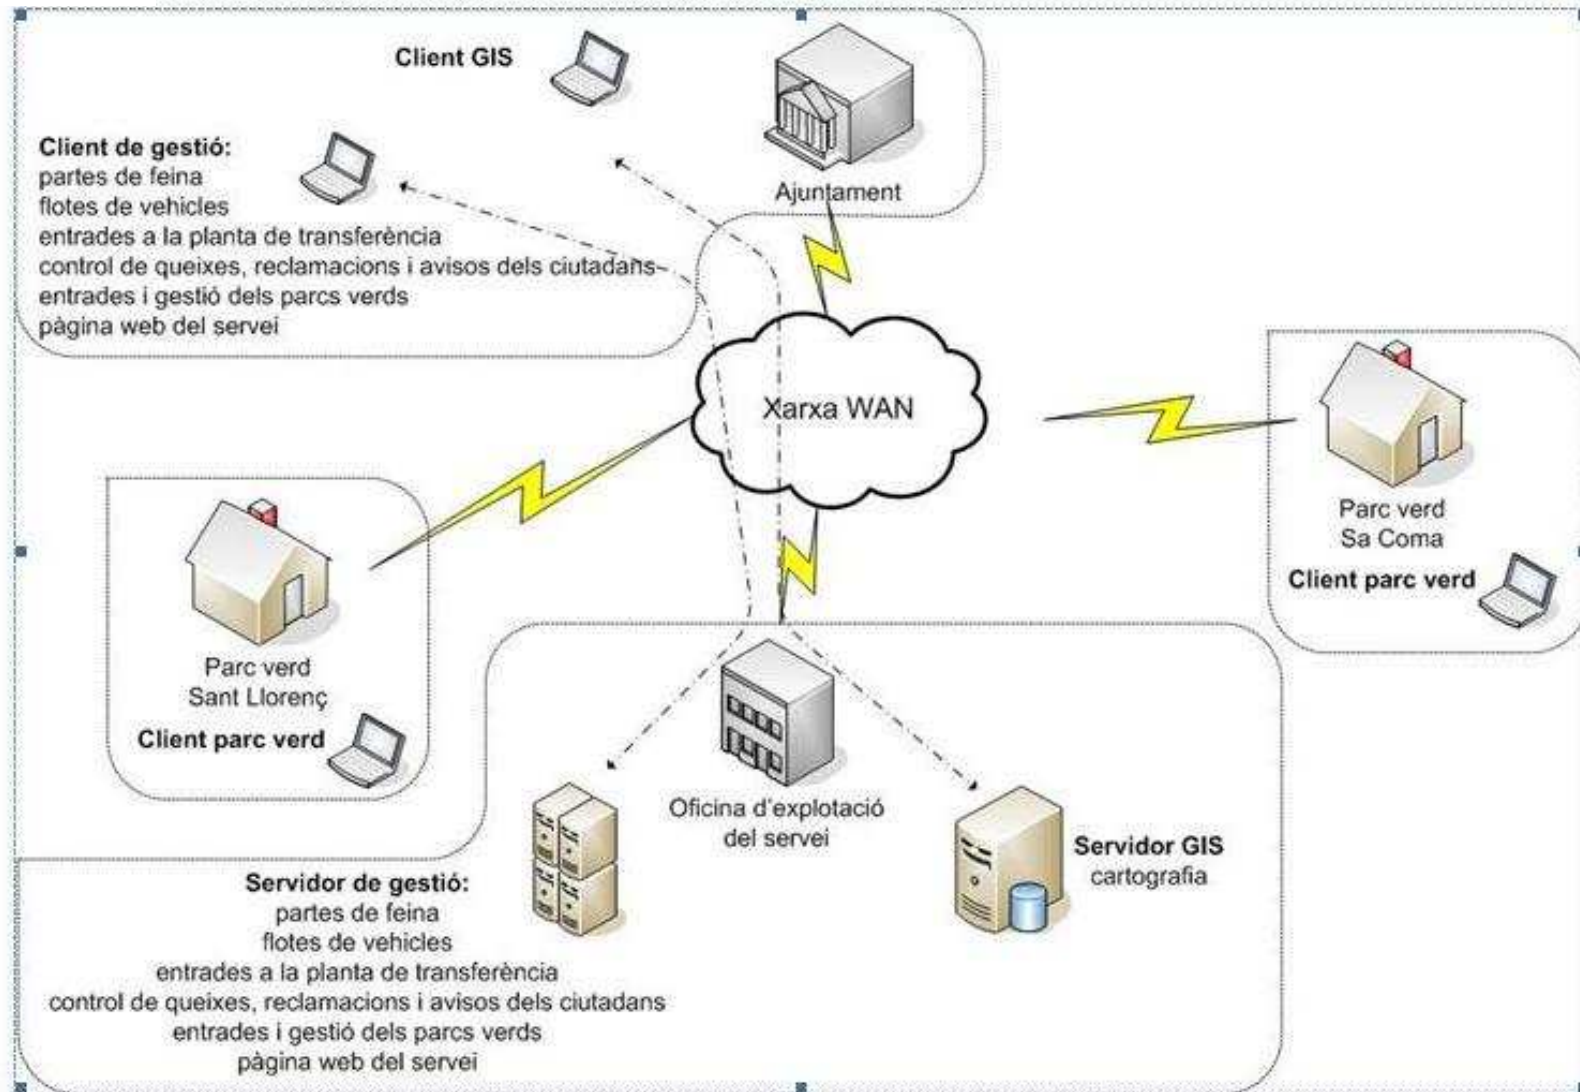 Client GIS
Client de gestió:
partes de feina
flotes de vehicles
entrades a la planta de transferència
control de queixes, reclamacions i avisos dels ciutadans
entrades i gestió dels parcs verds
pàgina web del servei
Ajuntament
Xarxa WAN
Parc verd
Sa Coma
Client parc verd
Parc verd
Sant Llorenç
Client parc verd
Oficina d'explotació
del servei
Servidor GIS
cartografia
Servidor de gestió:
partes de feina
flotes de vehicles
entrades a la planta de transferència
control de queixes, reclamacions i avisos dels ciutadans
entrades i gestió dels parcs verds
pàgina web del servei